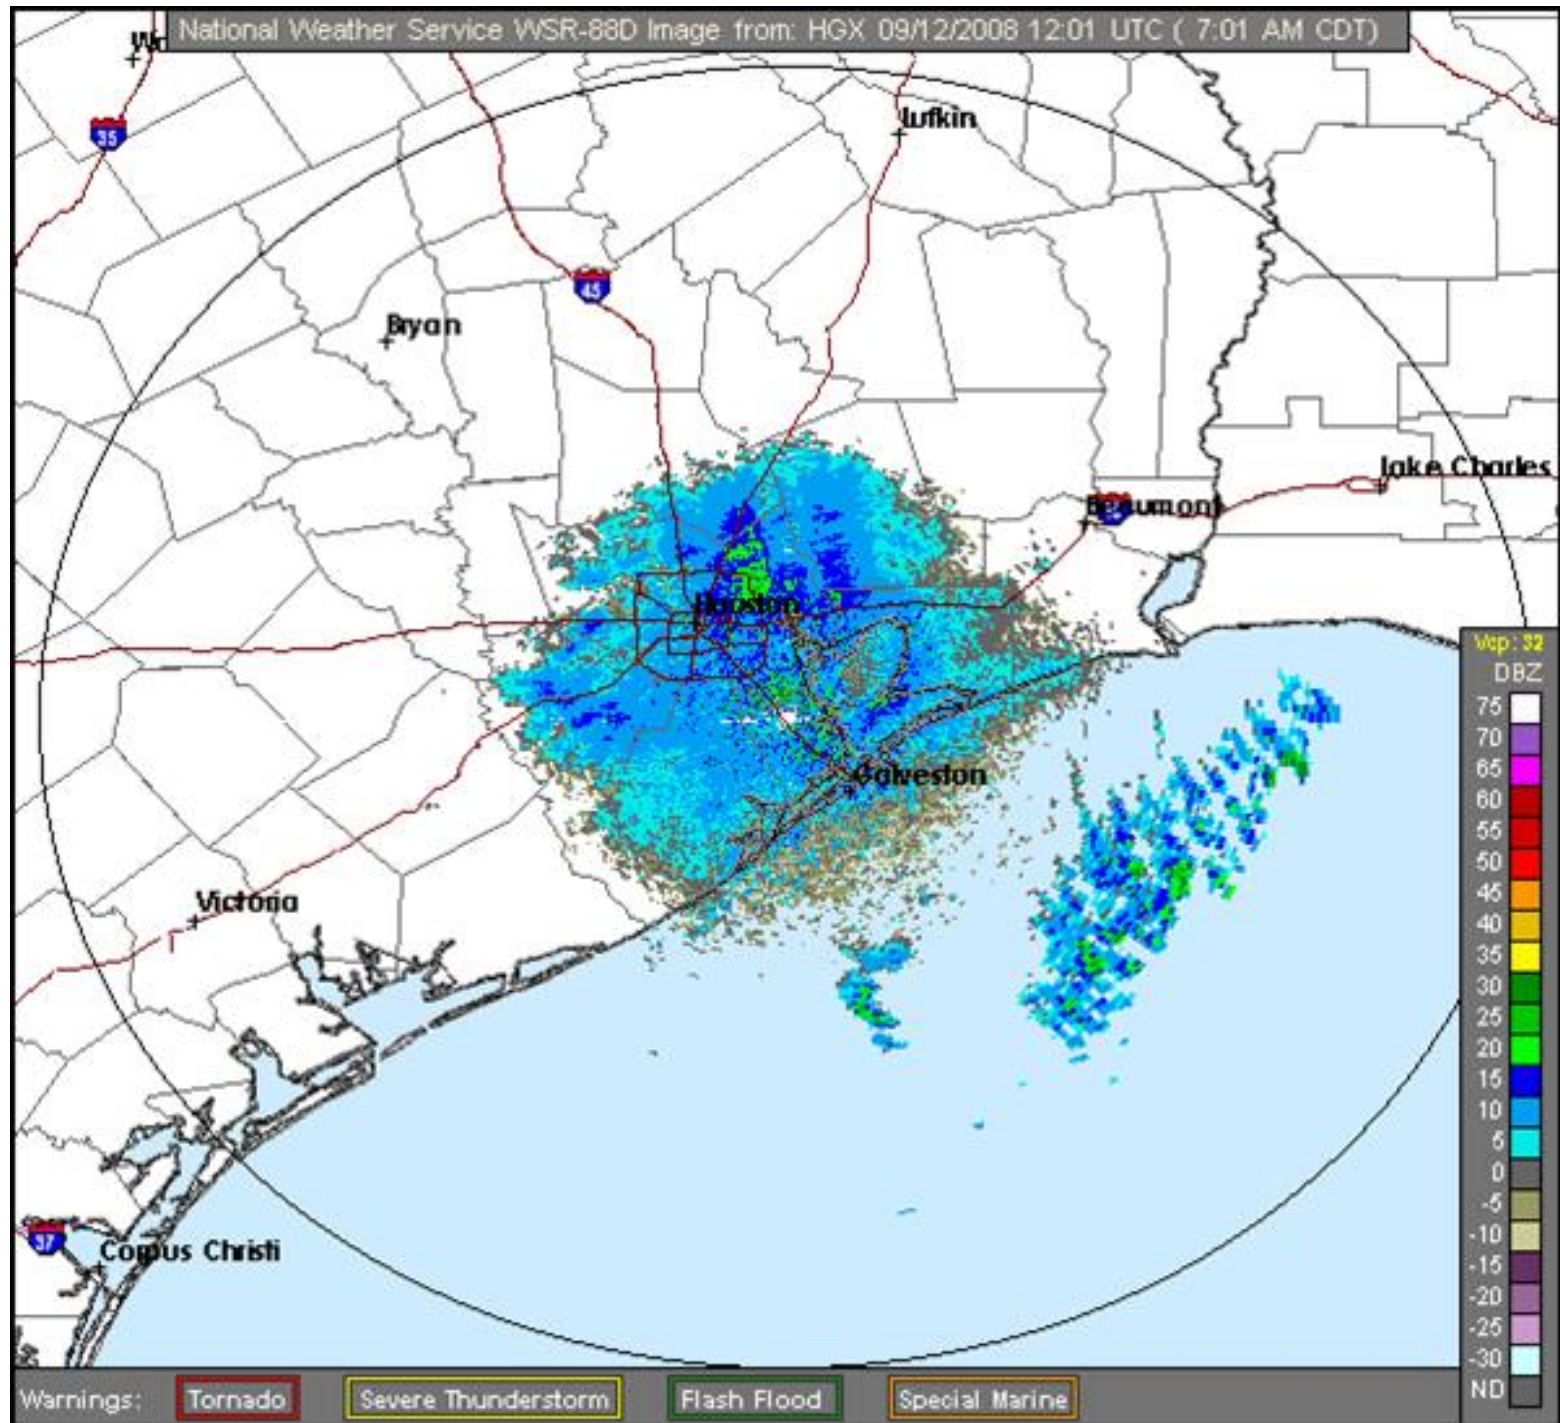 National Weather Service WSR-88D Image from: HGX 09/12/2008 12:01 UTC ( 7:01 AM CDT)
35
Lufkin
45
Bryan
Lake Charles
Beaumont
Houston
Galveston
Victoria
37
Corpus Christi
Vcp: 32
DBZ
75
70
65
60
55
50
45
40
35
30
25
20
15
10
5
0
-5
-10
-15
-20
-25
-30
ND
Warnings: Tornado Severe Thunderstorm Flash Flood Special Marine